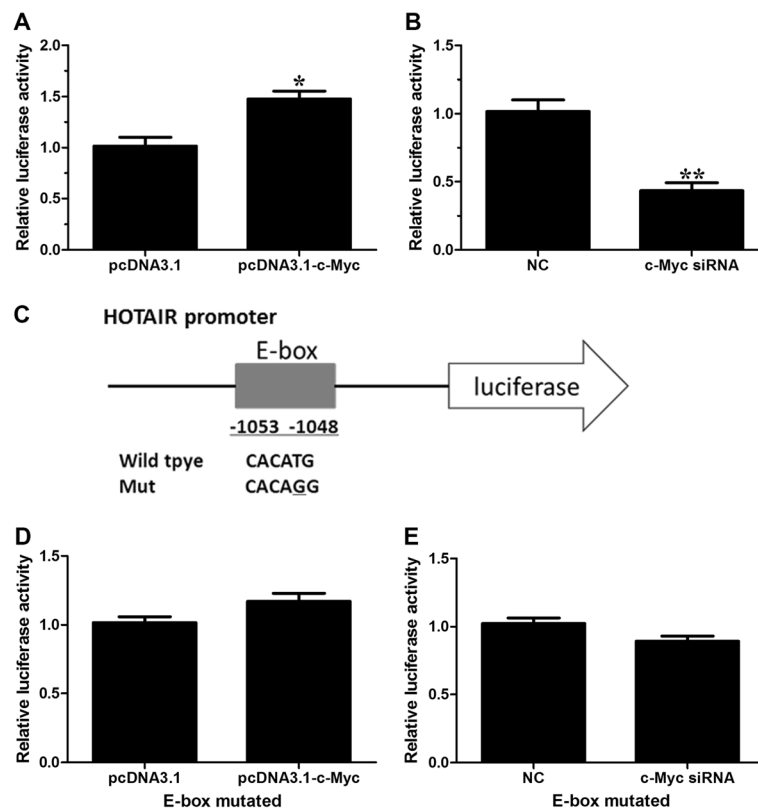 A
Relative luciferase activity
2.0
1.5
1.0
0.5
0.0
*
pcDNA3.1 pcDNA3.1-c-Myc
B
Relative luciferase activity
1.5
1.0
0.5
0.0
**
NC c-Myc siRNA
C
HOTAIR promoter
E-box
luciferase
-1053 -1048
Wild tpye CACATG
Mut CACAGG
D
Relative luciferase activity
1.5
1.0
0.5
0.0
pcDNA3.1 pcDNA3.1-c-Myc
E-box mutated
E
Relative luciferase activity
1.5
1.0
0.5
0.0
NC c-Myc siRNA
E-box mutated